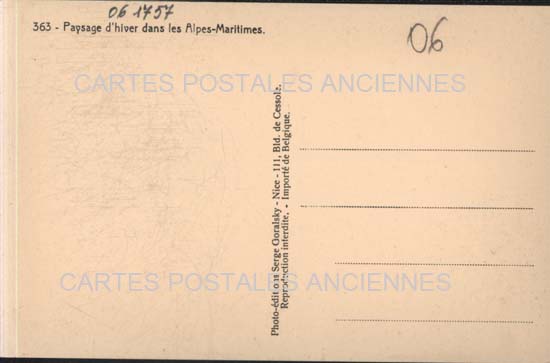 06 1757
363 - Paysage d'hiver dans les Alpes-Maritimes.
06
CARTES POSTALES ANCIENNES
Photo-éditions Serge Goralsky - Nice - 111, Bld. de Cessole.
Reproduction interdite. - Importé de Belgique.
CARTES POSTALES ANCIENNES